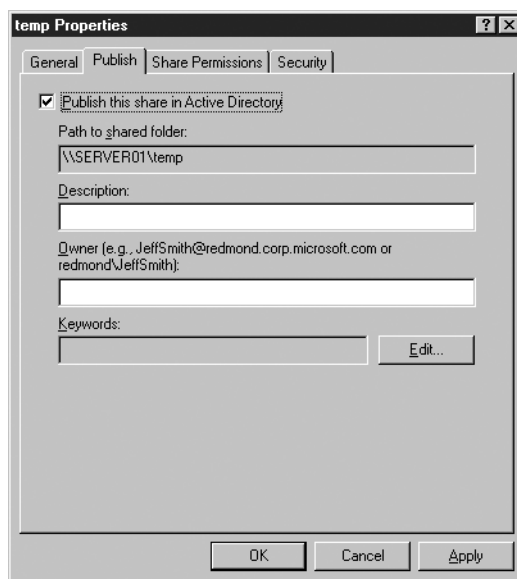 temp Properties
General Publish Share Permissions Security
Publish this share in Active Directory
Path to shared folder:
\\SERVER01\temp
Description:
Owner (e.g., JeffSmith@redmond.corp.microsoft.com or
redmond\JeffSmith):
Keywords:
Edit...
OK Cancel Apply